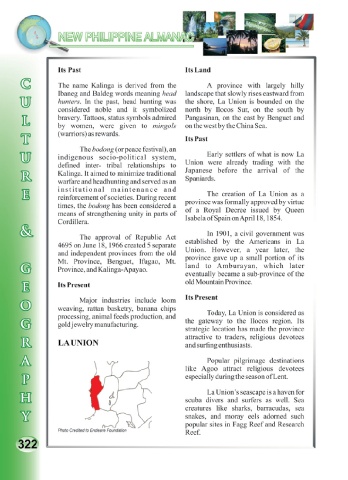 NEW PHILIPPINE ALMANAC
C
U
L
T
U
R
E
&
G
E
O
G
R
A
P
H
Y
322
Its Past
The name Kalinga is derived from the
Ibaneg and Baldeg words meaning head
hunters. In the past, head hunting was
considered noble and it symbolized
bravery. Tattoos, status symbols admired
by women, were given to mingols
(warriors) as rewards.
The bodong (or peace festival), an
indigenous socio-political system,
defined inter- tribal relationships to
Kalinga. It aimed to minimize traditional
warfare and headhunting and served as an
institutional maintenance and
reinforcement of societies. During recent
times, the bodong has been considered a
means of strengthening unity in parts of
Cordillera.
The approval of Republic Act
4695 on June 18, 1966 created 5 separate
and independent provinces from the old
Mt. Province, Benguet, Ifugao, Mt.
Province, and Kalinga-Apayao.
Its Present
Major industries include loom
weaving, rattan basketry, banana chips
processing, animal feeds production, and
gold jewelry manufacturing.
LA UNION
Photo Credited to Endesire Foundation
Its Land
A province with largely hilly
landscape that slowly rises eastward from
the shore, La Union is bounded on the
north by Ilocos Sur, on the south by
Pangasinan, on the east by Benguet and
on the west by the China Sea.
Its Past
Early settlers of what is now La
Union were already trading with the
Japanese before the arrival of the
Spaniards.
The creation of La Union as a
province was formally approved by virtue
of a Royal Decree issued by Queen
Isabela of Spain on April 18, 1854.
In 1901, a civil government was
established by the Americans in La
Union. However, a year later, the
province gave up a small portion of its
land to Amburayan, which later
eventually became a sub-province of the
old Mountain Province.
Its Present
Today, La Union is considered as
the gateway to the Ilocos region. Its
strategic location has made the province
attractive to traders, religious devotees
and surfing enthusiasts.
Popular pilgrimage destinations
like Agoo attract religious devotees
especially during the season of Lent.
La Union's seascape is a haven for
scuba divers and surfers as well. Sea
creatures like sharks, barracudas, sea
snakes, and moray eels adorned such
popular sites in Fagg Reef and Research
Reef.